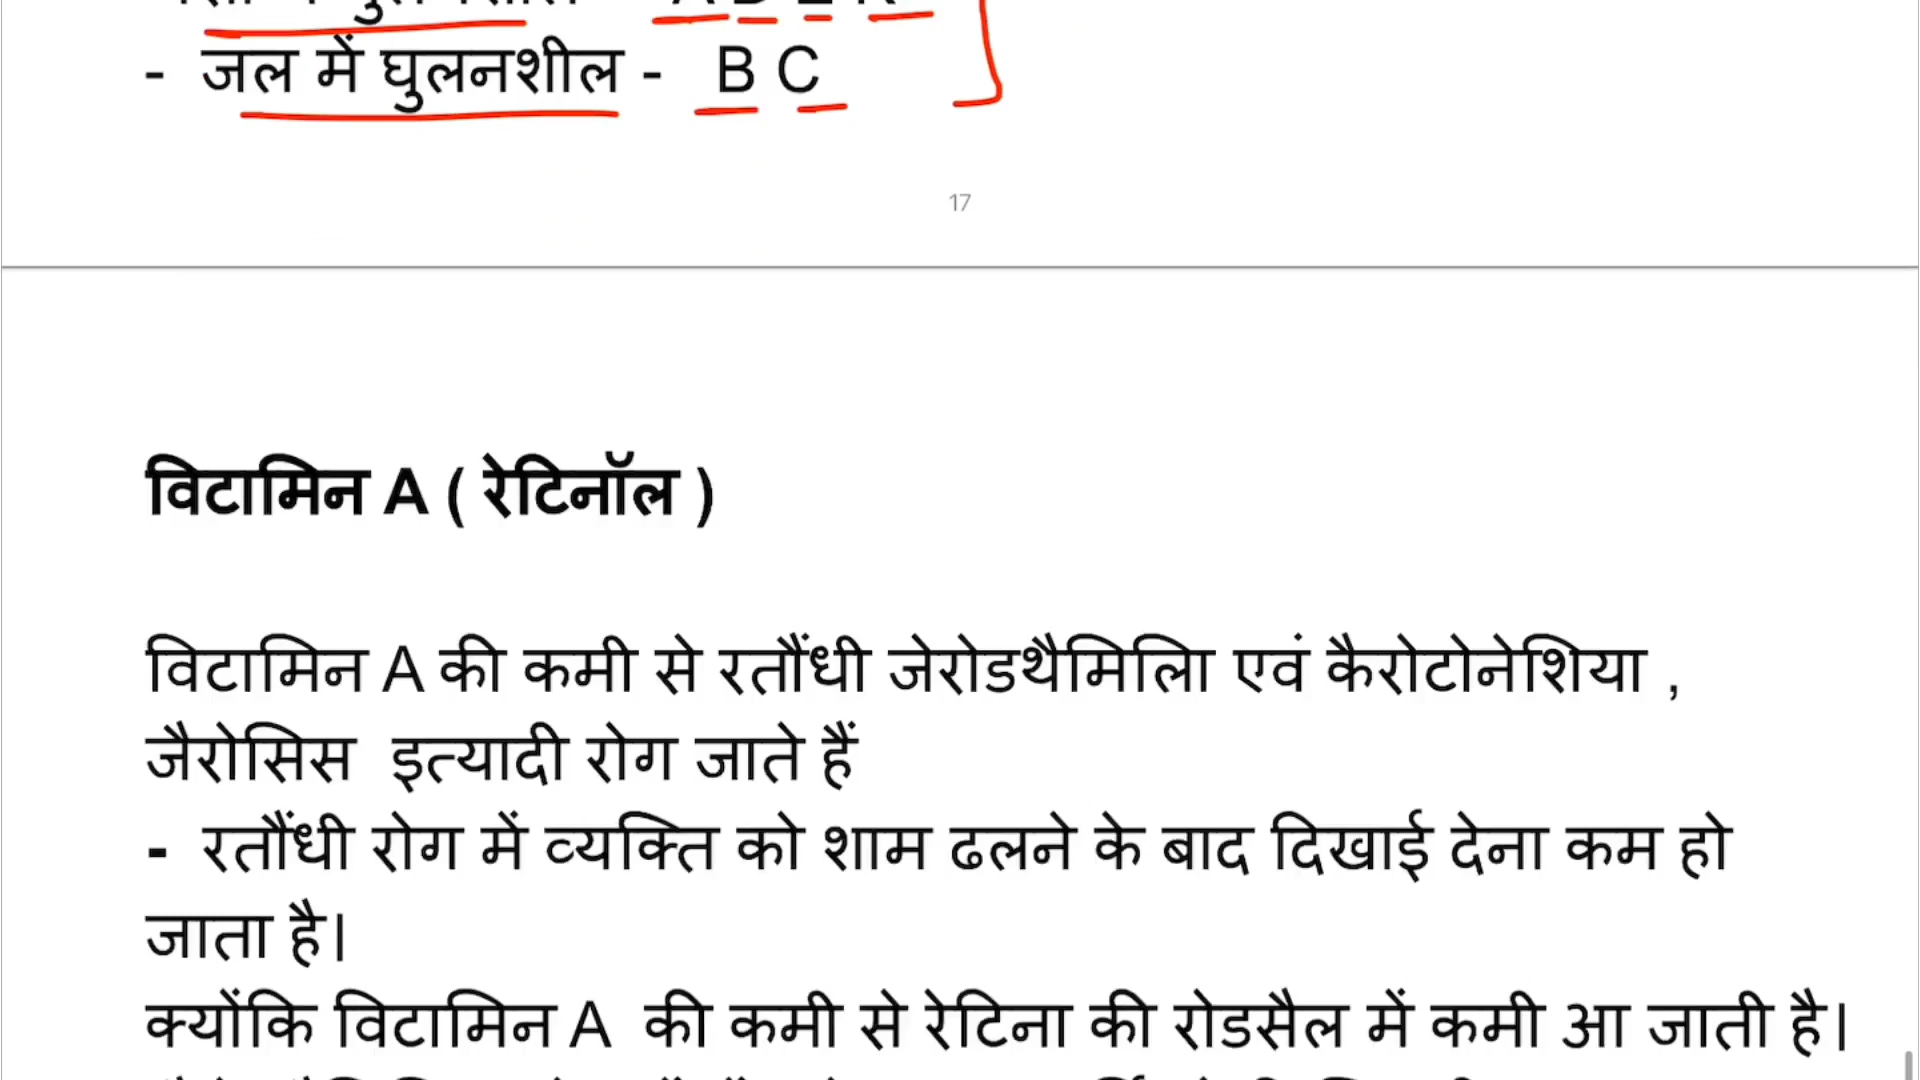 - जल में घुलनशील - B C
17
विटामिन A ( रेटिनॉल )
विटामिन A की कमी से रतौंधी जेरोडथैमिलिा एवं कैरोटोनेशिया ,
जैरोसिस इत्यादी रोग जाते हैं
- रतौंधी रोग में व्यक्ति को शाम ढलने के बाद दिखाई देना कम हो
जाता है।
क्योंकि विटामिन A की कमी से रेटिना की रोडसैल में कमी आ जाती है।